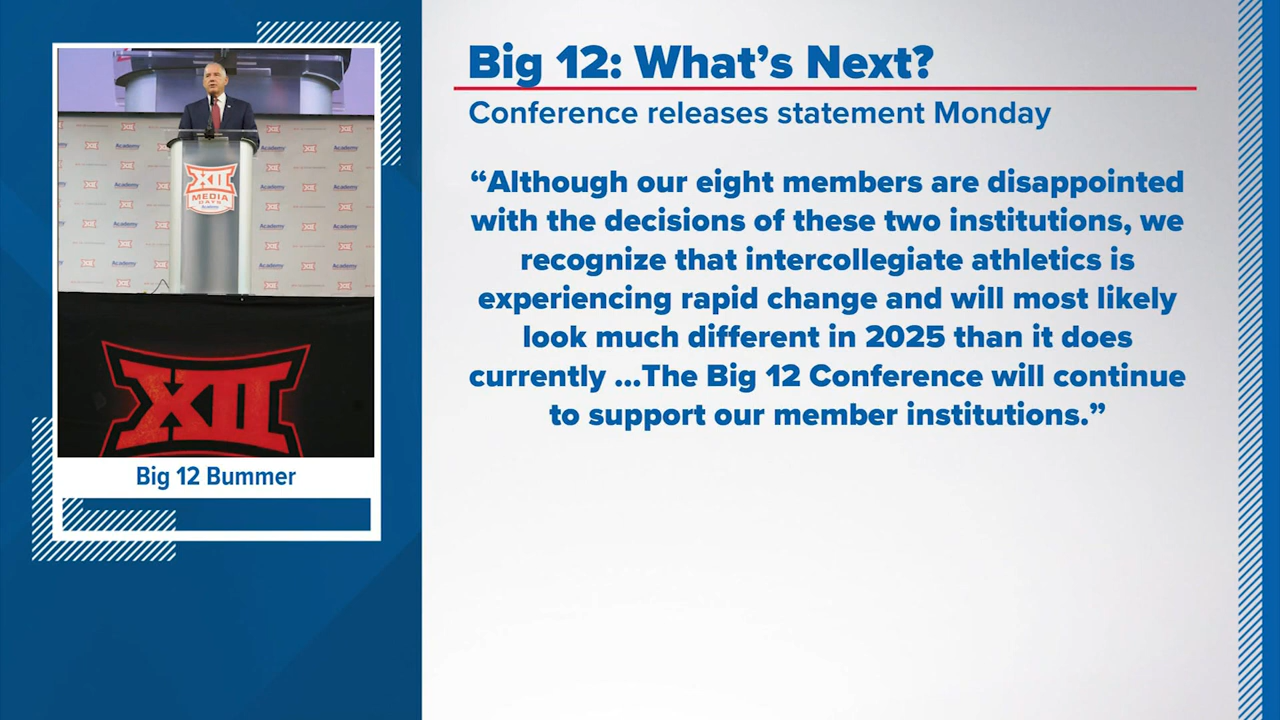 Big 12: What’s Next?
Conference releases statement Monday
“Although our eight members are disappointed
with the decisions of these two institutions, we
recognize that intercollegiate athletics is
experiencing rapid change and will most likely
look much different in 2025 than it does
currently ...The Big 12 Conference will continue
to support our member institutions.”
XII
MEDIA
DAYS
Academy
XII
Big 12 Bummer